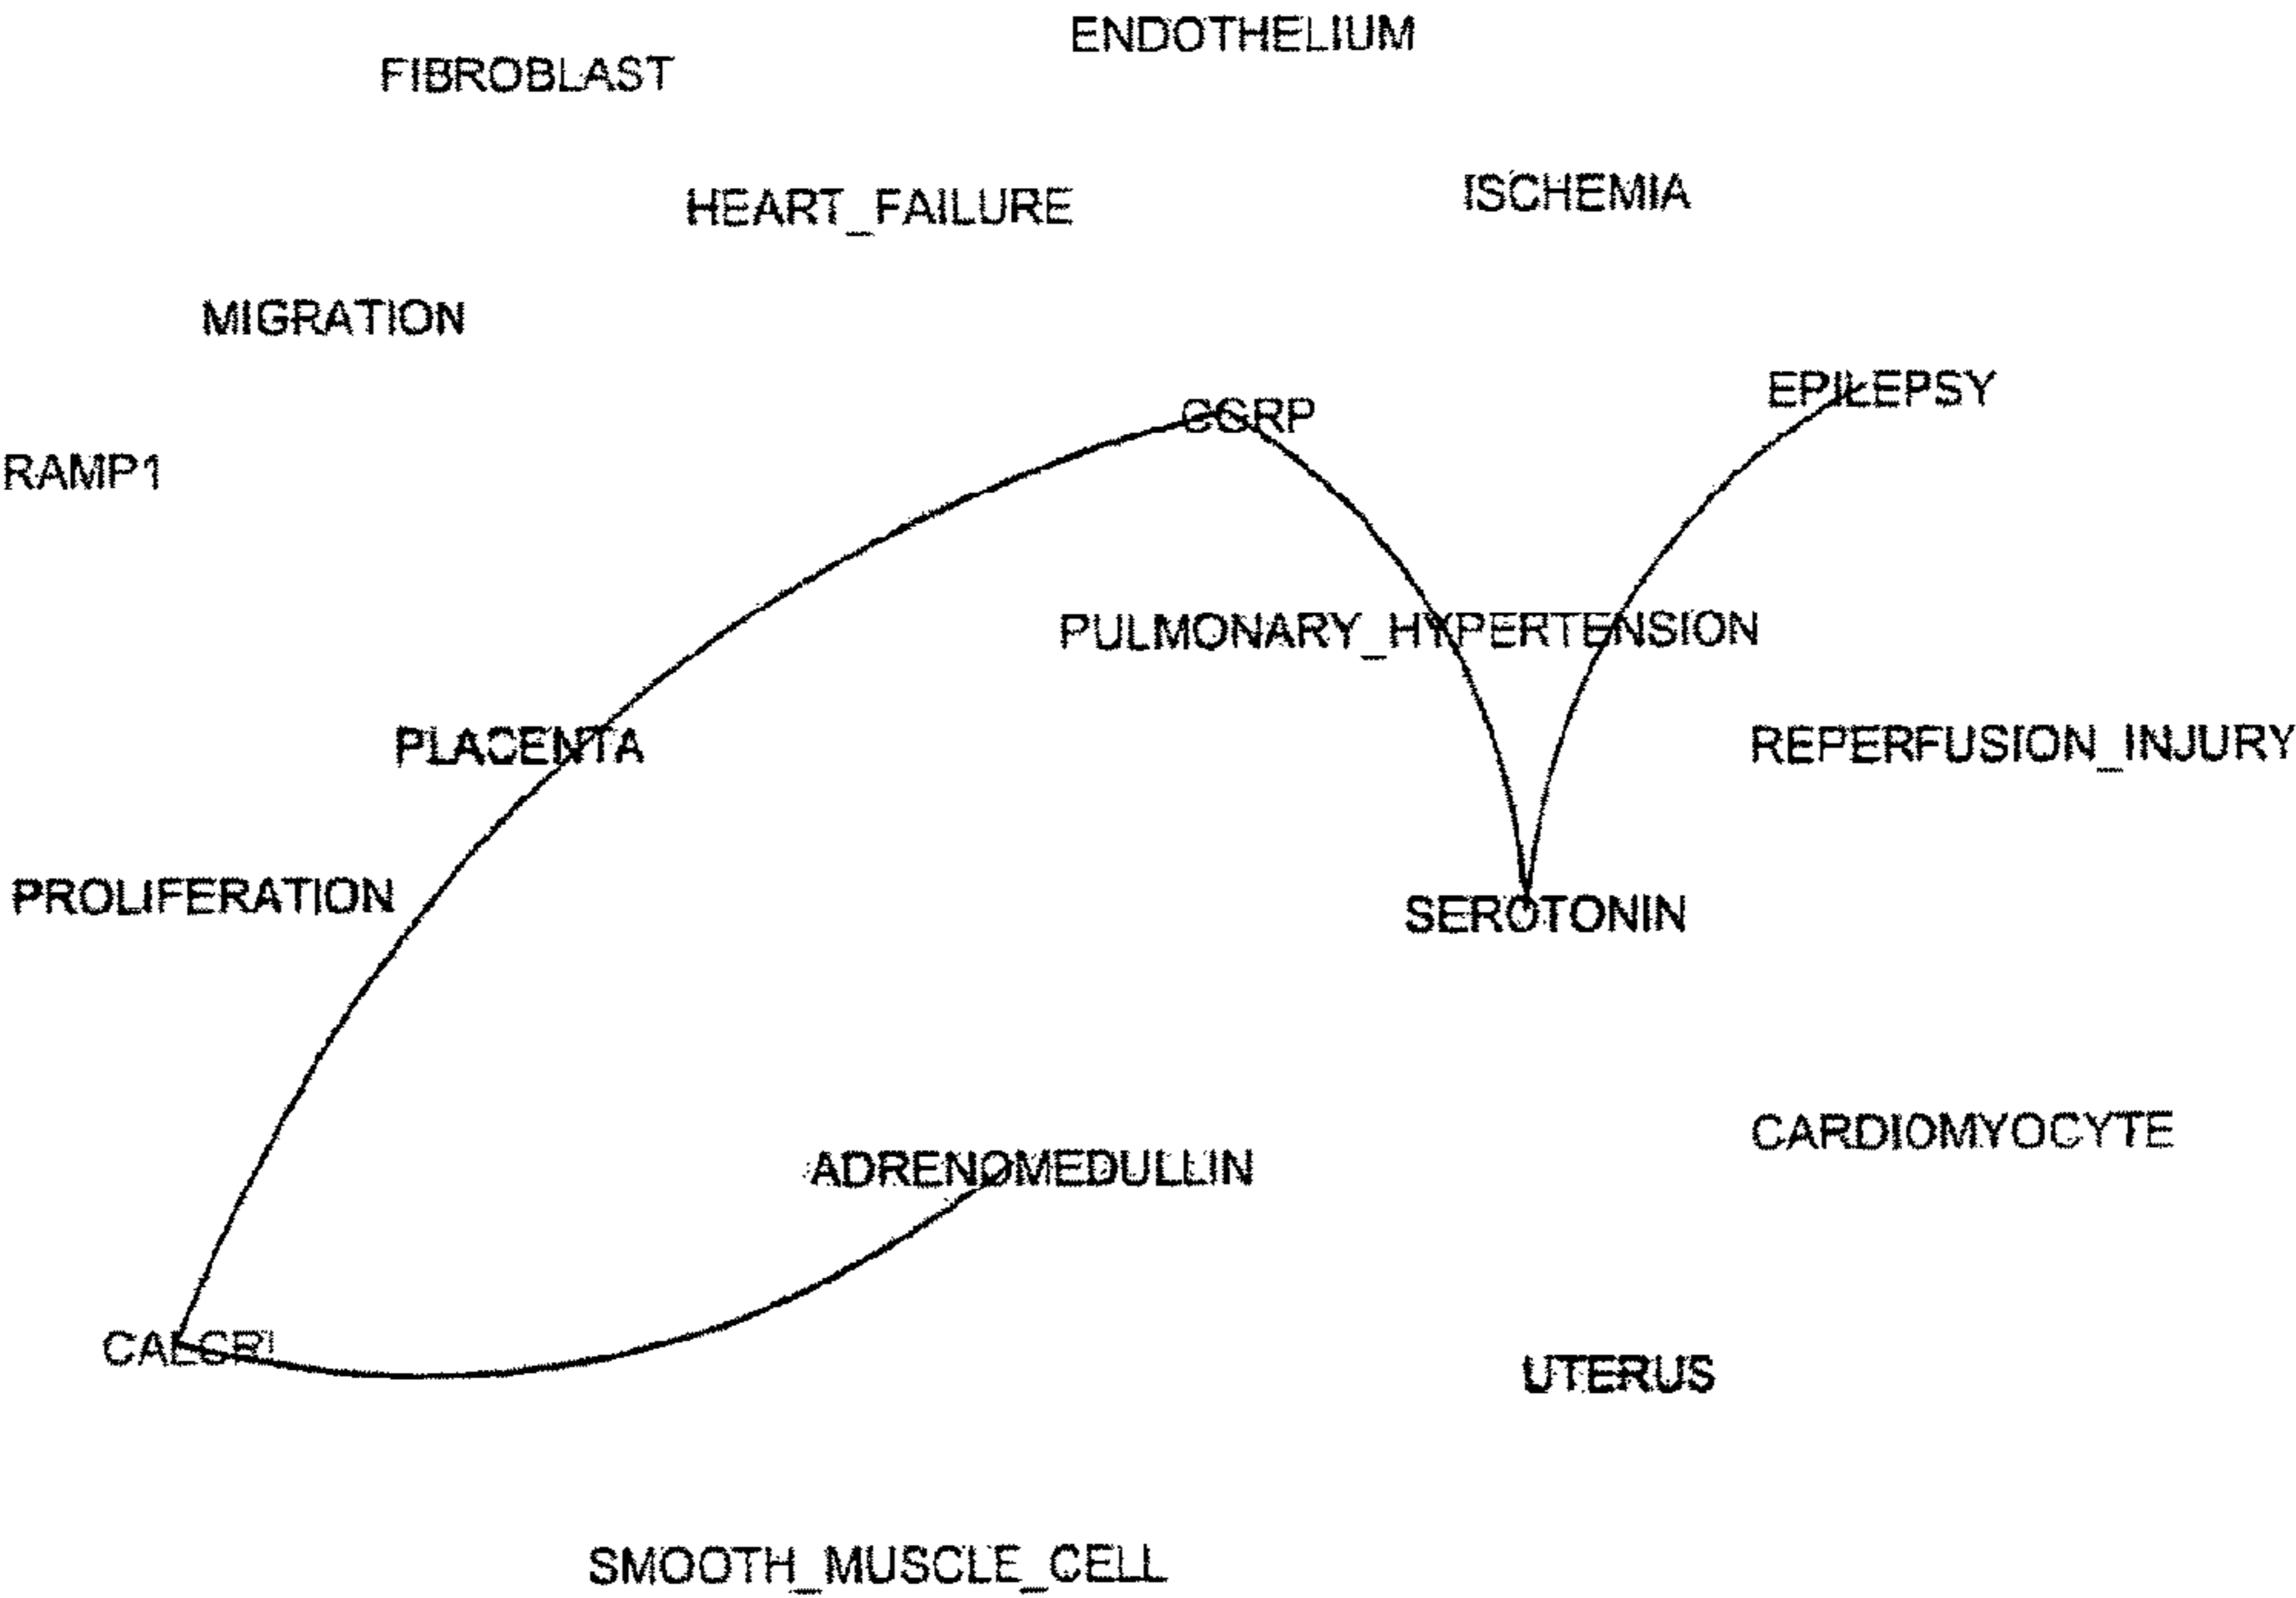 ENDOTHELIUM
FIBROBLAST
HEART_FAILURE
ISCHEMIA
MIGRATION
EPILEPSY
CGRP
RAMP1
PULMONARY_HYPERTENSION
PLACENTA
REPERFUSION_INJURY
PROLIFERATION
SEROTONIN
CARDIOMYOCYTE
ADRENOMEDULLIN
CALCRL
UTERUS
SMOOTH_MUSCLE_CELL